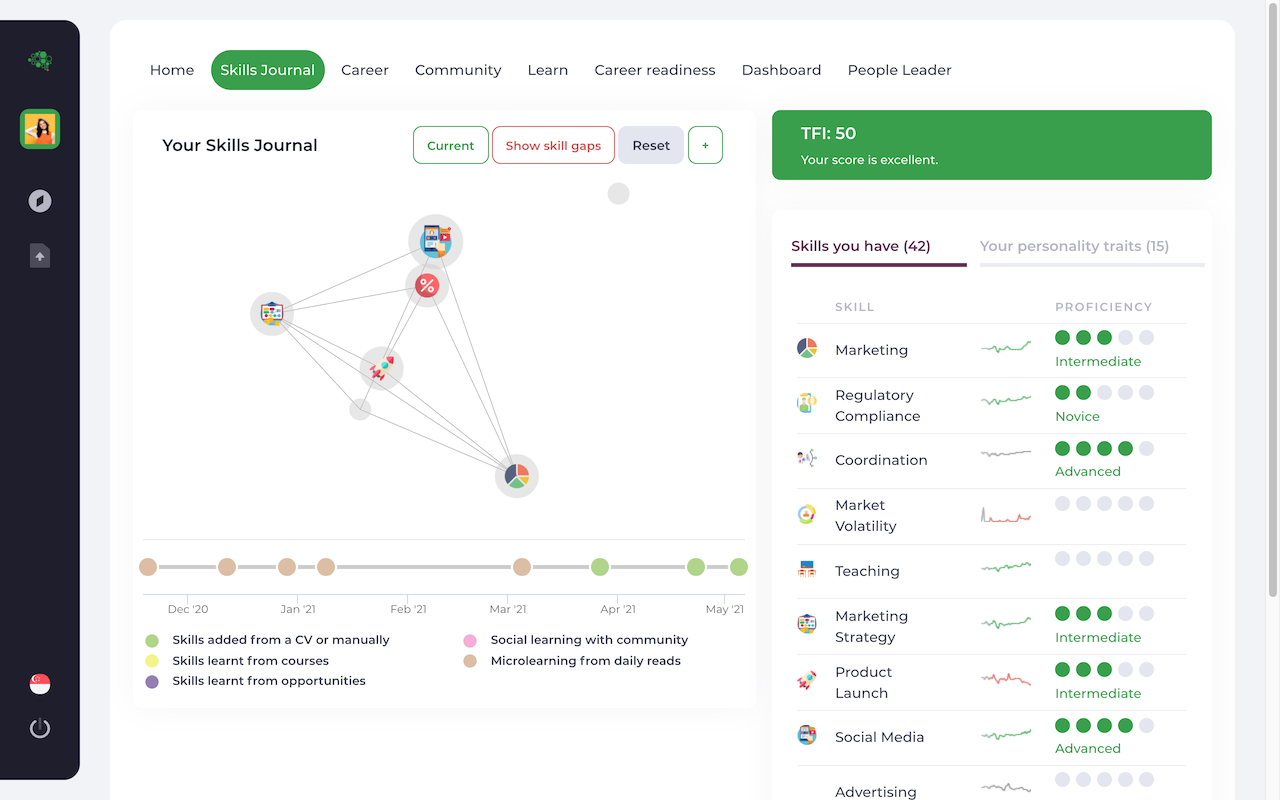 Home Skills Journal Career Community Learn Career readiness Dashboard People Leader
Your Skills Journal
Current Show skill gaps Reset +
Dec '20 Jan '21 Feb '21 Mar '21 Apr '21 May '21
Skills added from a CV or manually
Skills learnt from courses
Skills learnt from opportunities
Social learning with community
Microlearning from daily reads
TFI: 50
Your score is excellent.
Skills you have (42) Your personality traits (15)
SKILL PROFICIENCY
Marketing
Intermediate
Regulatory
Compliance
Novice
Coordination
Advanced
Market
Volatility
Teaching
Marketing
Strategy
Intermediate
Product
Launch
Intermediate
Social Media
Advanced
Advertising